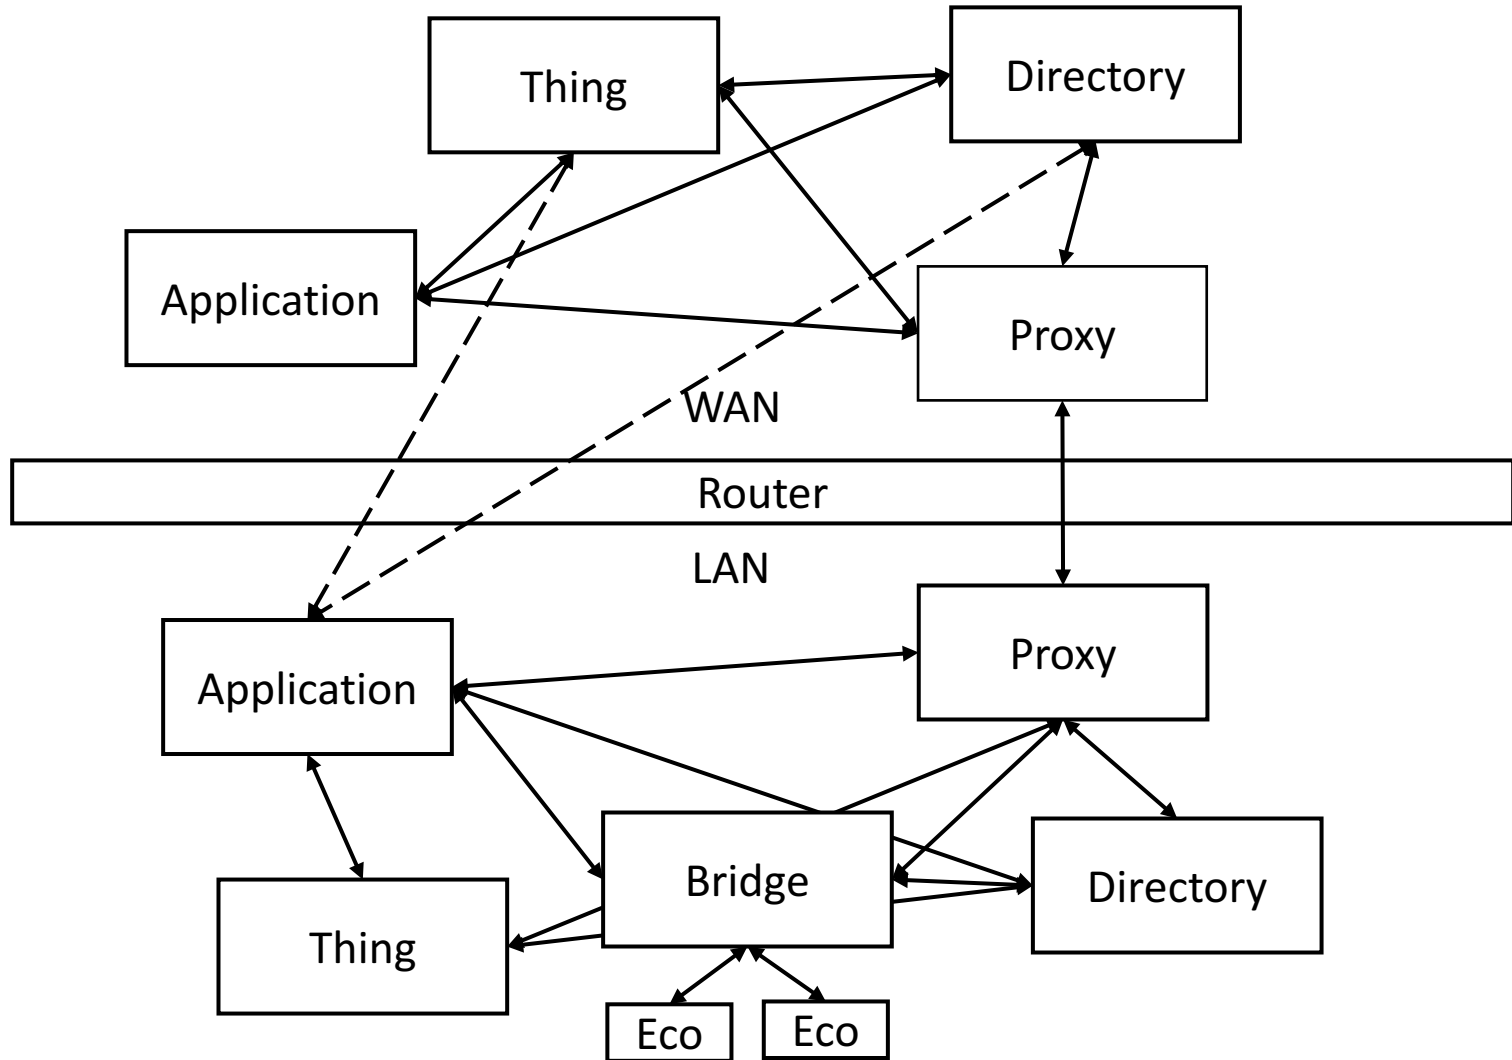 Thing
Directory
Application
Proxy
WAN
Router
LAN
Proxy
Application
Bridge
Directory
Thing
Eco
Eco